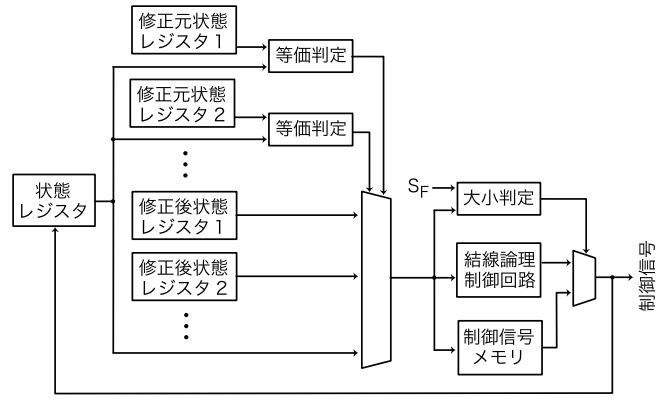 修正元状態
レジスタ1
等価判定
修正元状態
レジスタ2
等価判定
状態
レジスタ
修正後状態
レジスタ1
修正後状態
レジスタ2
SF
大小判定
結線論理
制御回路
制御信号
メモリ
制御信号